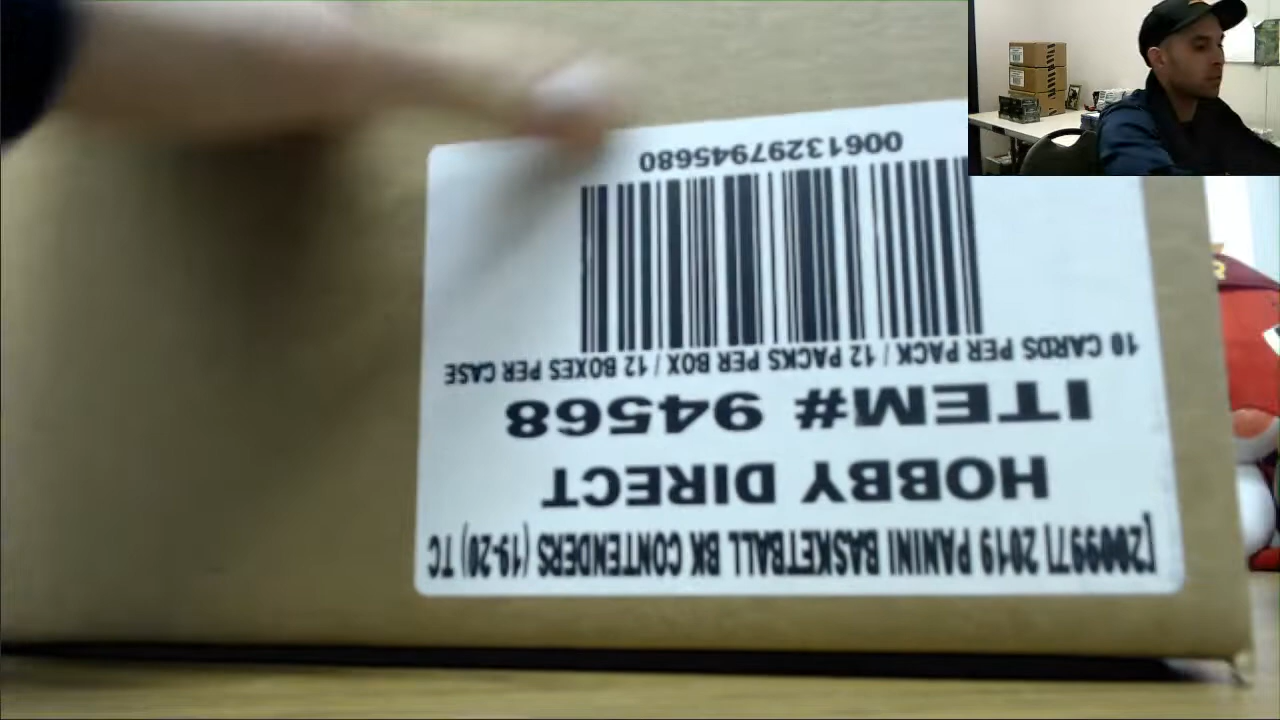 [200997] 2019 PANINI BASKETBALL BK CONTENDERS (19-20) TC
HOBBY DIRECT
ITEM# 94568
10 CARDS PER PACK / 12 PACKS PER BOX / 12 BOXES PER CASE
00613297945680